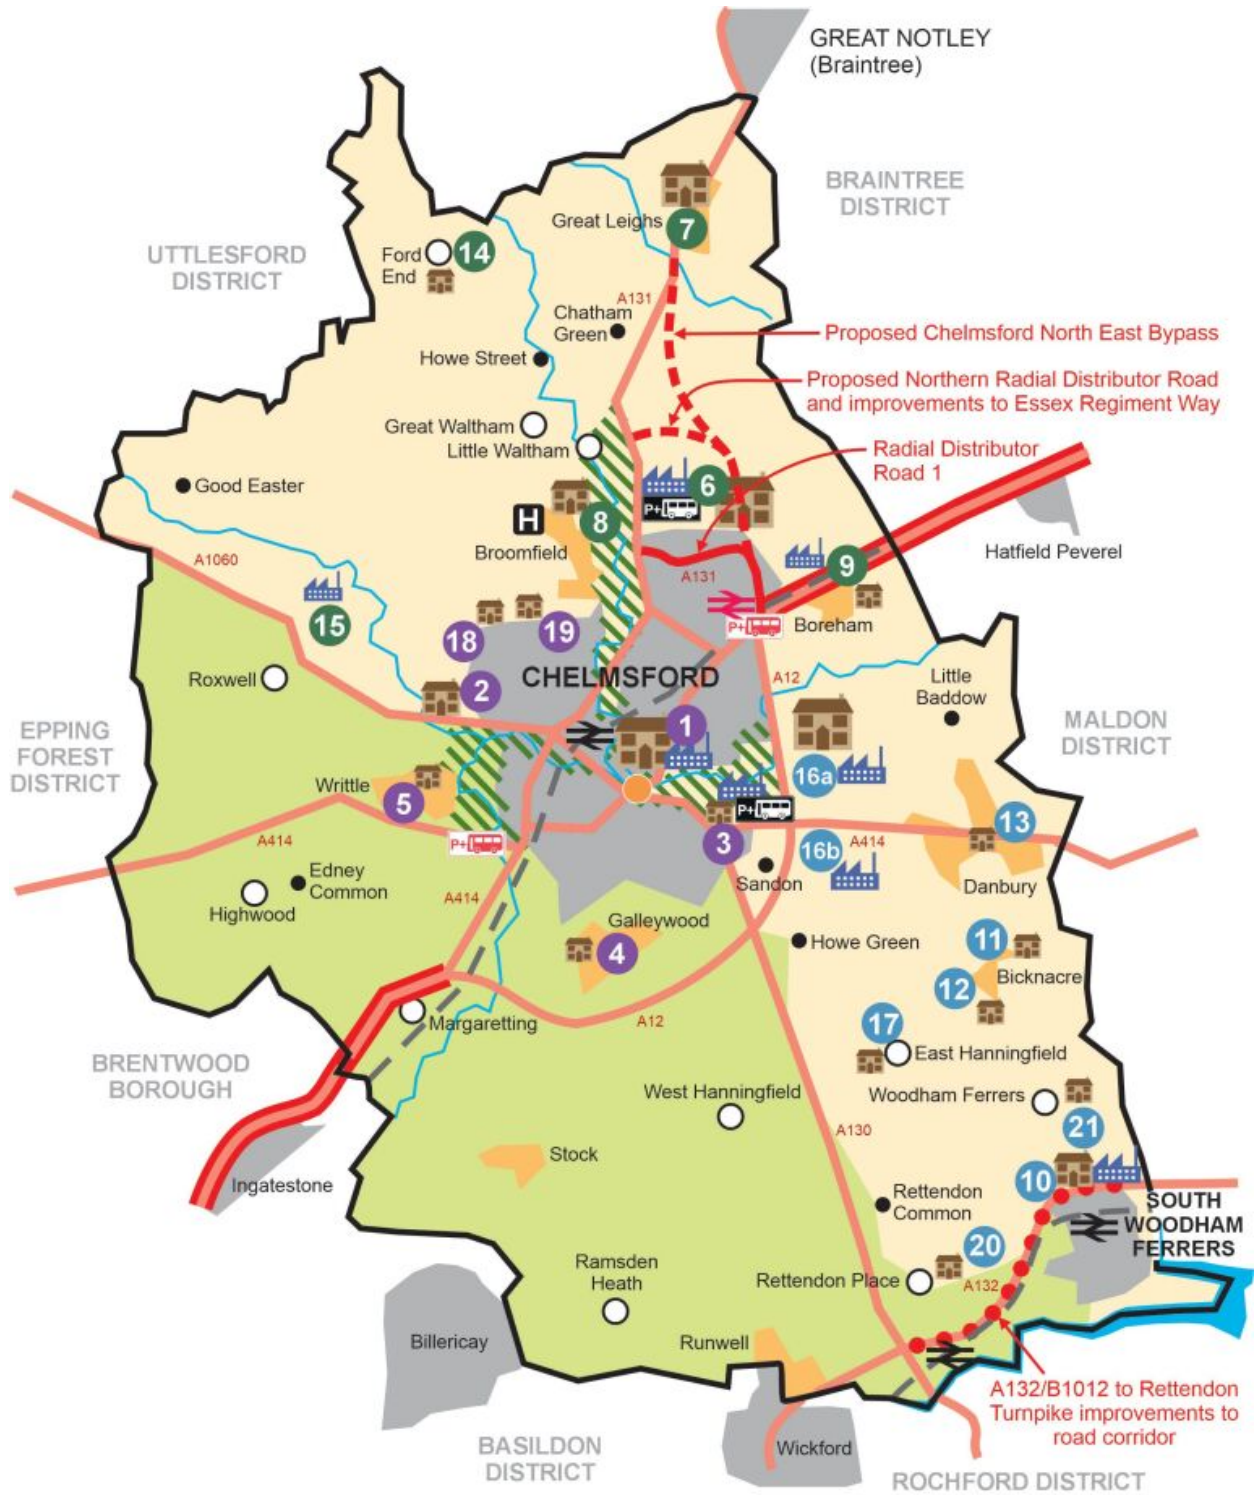 GREAT NOTLEY
(Braintree)
BRAINTREE
DISTRICT
Great Leighs
7
UTTLESFORD
DISTRICT
Ford
End
14
A131
Chatham
Green
Proposed Chelmsford North East Bypass
Howe Street
Proposed Northern Radial Distributor Road
and improvements to Essex Regiment Way
Great Waltham
Little Waltham
Radial Distributor
Road 1
Good Easter
6
P+
H
8
Broomfield
Hatfield Peverel
A1060
A131
9
15
18
19
P+
Boreham
Roxwell
2
CHELMSFORD
A12
Little
Baddow
1
MALDON
DISTRICT
EPPING
FOREST
DISTRICT
16a
Writtle
5
P+
13
A414
P+
3
16b
A414
Edney
Common
Sandon
Danbury
Highwood
A414
Galleywood
4
Howe Green
11
Bicknacre
12
Margaretting
A12
17
East Hanningfield
BRENTWOOD
BOROUGH
West Hanningfield
Woodham Ferrers
A130
21
Stock
Ingatestone
10
Rettendon
Common
SOUTH
WOODHAM
FERRERS
20
Ramsden
Heath
Rettendon Place
A132
Billericay
Runwell
A132/B1012 to Rettendon
Turnpike improvements to
road corridor
BASILDON
DISTRICT
Wickford
ROCHFORD DISTRICT